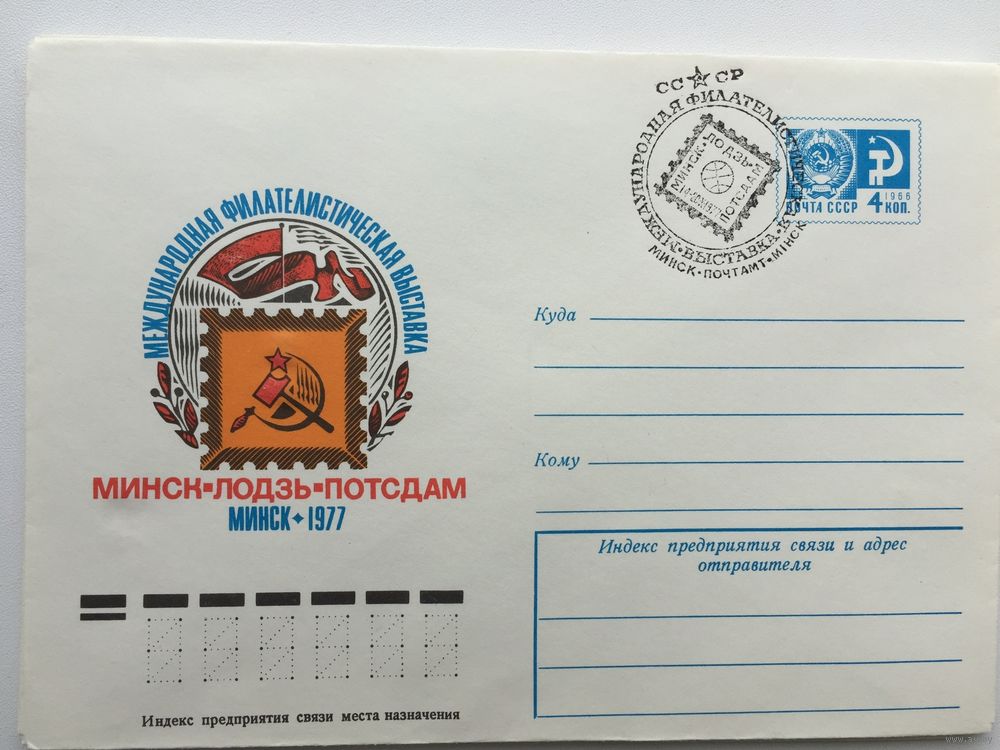 СССР
МЕЖДУНАРОДНАЯ ФИЛАТЕЛИСТИЧЕСКАЯ
ВЫСТАВКА
МИНСК·ЛОДЗЬ·
ПОТСДАМ
МИНСК·ПОЧТАМТ·МІНСК
1966
ПОЧТА СССР 4 КОП.
МЕЖДУНАРОДНАЯ ФИЛАТЕЛИСТИЧЕСКАЯ ВЫСТАВКА
МИНСК▪ЛОДЗЬ▪ПОТСДАМ
МИНСК✦1977
Куда
Кому
Индекс предприятия связи и адрес
отправителя
Индекс предприятия связи места назначения